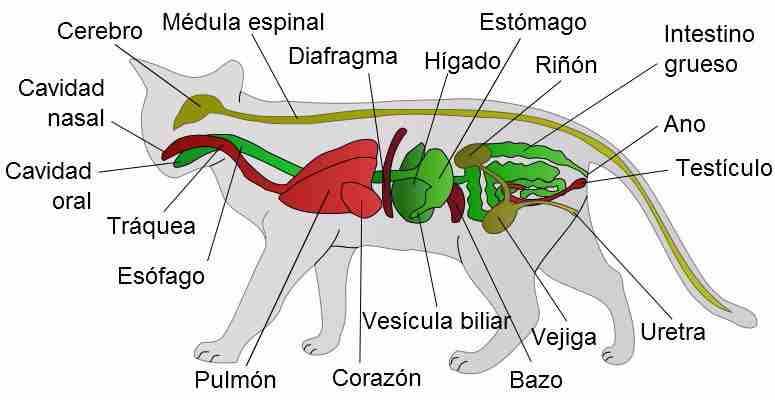 Cerebro
Médula espinal
Estómago
Diafragma
Hígado
Riñón
Intestino
grueso
Cavidad
nasal
Ano
Testículo
Cavidad
oral
Tráquea
Esófago
Vesícula biliar
Vejiga
Uretra
Pulmón
Corazón
Bazo